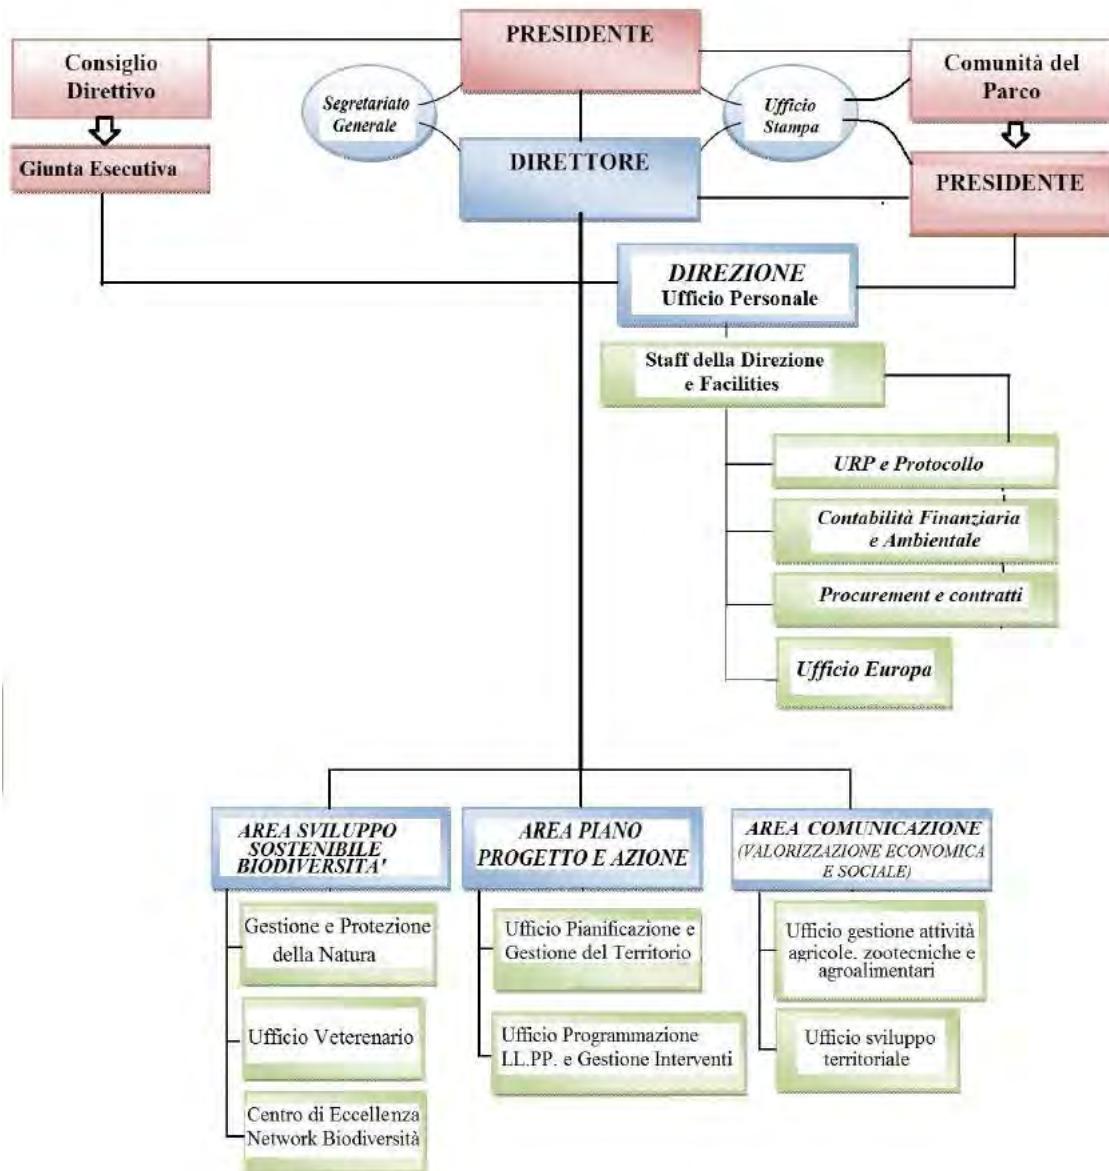 PRESIDENTE
Consiglio
Direttivo
Comunità del
Parco
Segretariato
Generale
Ufficio
Stampa
Giunta Esecutiva
DIRETTORE
PRESIDENTE
DIREZIONE
Ufficio Personale
Staff della Direzione
e Facilities
URP e Protocollo
Contabilità Finanziaria
e Ambientale
Procurement e contratti
Ufficio Europa
AREA SVILUPPO
SOSTENIBILE
BIODIVERSITA'
Gestione e Protezione
della Natura
Ufficio Veterenario
Centro di Eccellenza
Network Biodiversità
AREA PIANO
PROGETTO E AZIONE
Ufficio Pianificazione e
Gestione del Territorio
Ufficio Programmazione
LL.PP. e Gestione Interventi
AREA COMUNICAZIONE
(VALORIZZAZIONE ECONOMICA
E SOCIALE)
Ufficio gestione attività
agricole, zootecniche e
agroalimentari
Ufficio sviluppo
territoriale